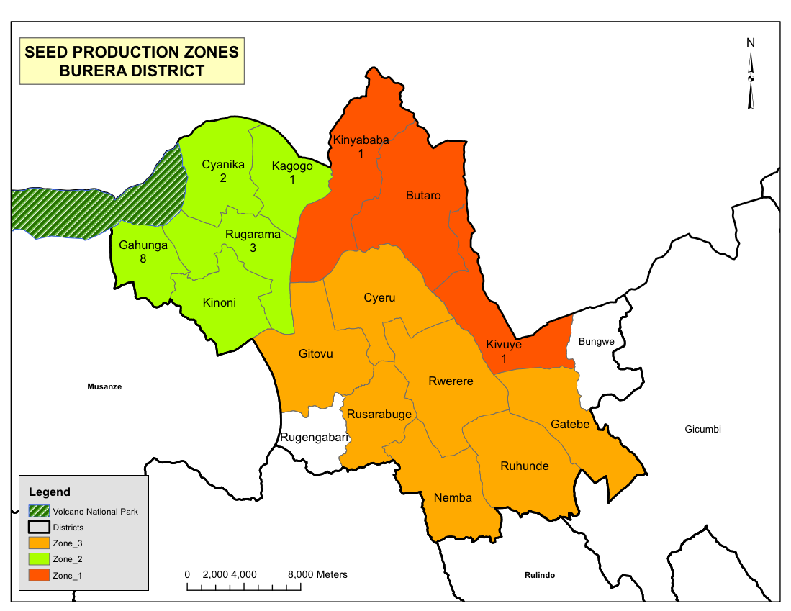 SEED PRODUCTION ZONES
BURERA DISTRICT
N
Kinyababa
1
Cyanika
2
Kagogo
1
Butaro
Rugarama
3
Gahunga
8
Kinoni
Cyeru
Gitovu
Kivuye
1
Bungwe
Musanze
Rwerere
Rusarabuge
Gatebe
Gicumbi
Rugengabari
Ruhunde
Nemba
Legend
Volcano National Park
Districts
Zone_3
Zone_2
Zone_1
0 2,000 4,000 8,000 Meters
Rulindo